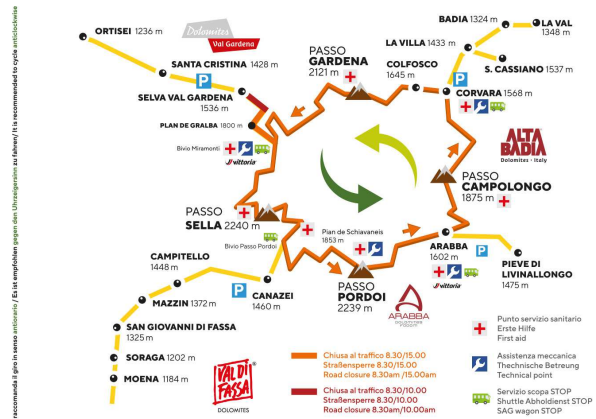 raccomanda il giro in senso antiorario / Es ist empfohlen gegen den Uhrzeigersinn zu fahren/ It is recommended to cycle anticlockwise
ORTISEI 1236 m
Dolomites
Val Gardena
SANTA CRISTINA 1428 m
P
SELVA VAL GARDENA
1536 m
PLAN DE GRALBA 1800 m
Bivio Miramonti
vittoria
PASSO
GARDENA
2121 m
COLFOSCO
1645 m
BADIA 1324 m
LA VAL
1348 m
LA VILLA 1433 m
S. CASSIANO 1537 m
P
CORVARA 1568 m
ALTA
BADIA
Dolomites - Italy
PASSO
CAMPOLONGO
1875 m
PASSO
SELLA 2240 m
Bivio Passo Pordoi
Pian de Schiavaneis
1853 m
ARABBA
1602 m
vittoria
P
PIEVE DI
LIVINALLONGO
1475 m
PASSO
PORDOI
2239 m
ARABBA
CAMPITELLO
1448 m
P
CANAZEI
1460 m
MAZZIN 1372 m
SAN GIOVANNI DI FASSA
1325 m
SORAGA 1202 m
MOENA 1184 m
VAL DI
FASSA
DOLOMITES
Chiusa al traffico 8.30/15.00
Straßensperre 8.30/15.00
Road closure 8.30am /15.00am
Chiusa al traffico 8.30/10.00
Straßensperre 8.30/10.00
Road closure 8.30am/10.00am
Punto servizio sanitario
Erste Hilfe
First aid
Assistenza meccanica
Thechnische Betreung
Technical point
Servizio scopa STOP
Shuttle Abholdienst STOP
SAG wagon STOP